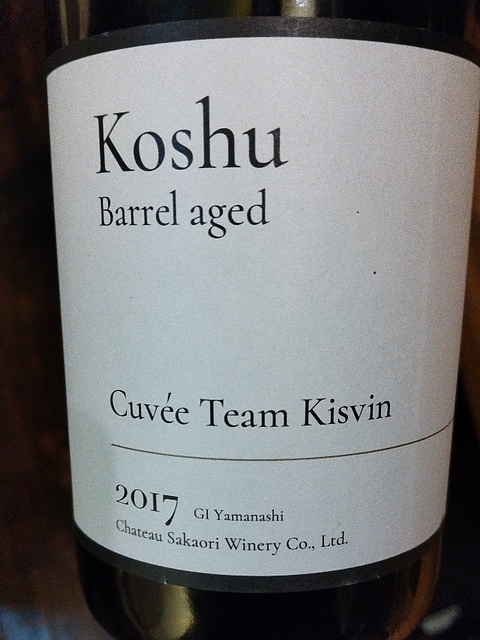 Koshu
Barrel aged
Cuvée Team Kisvin
2017 GI Yamanashi
Chateau Sakaori Winery Co., Ltd.